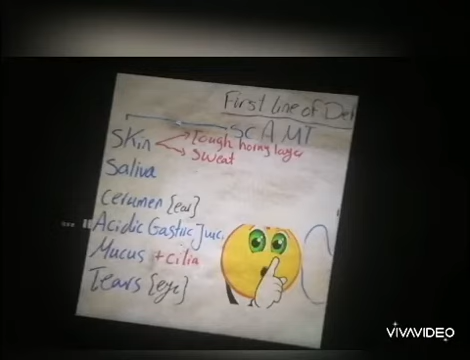 First line of De
SCAMT
Skin
Tough horny layer
Sweat
Saliva
Cerumen {ear}
Acidic Gastric Juic.
Mucus + cilia
Tears {eye}
VIVAVIDEO